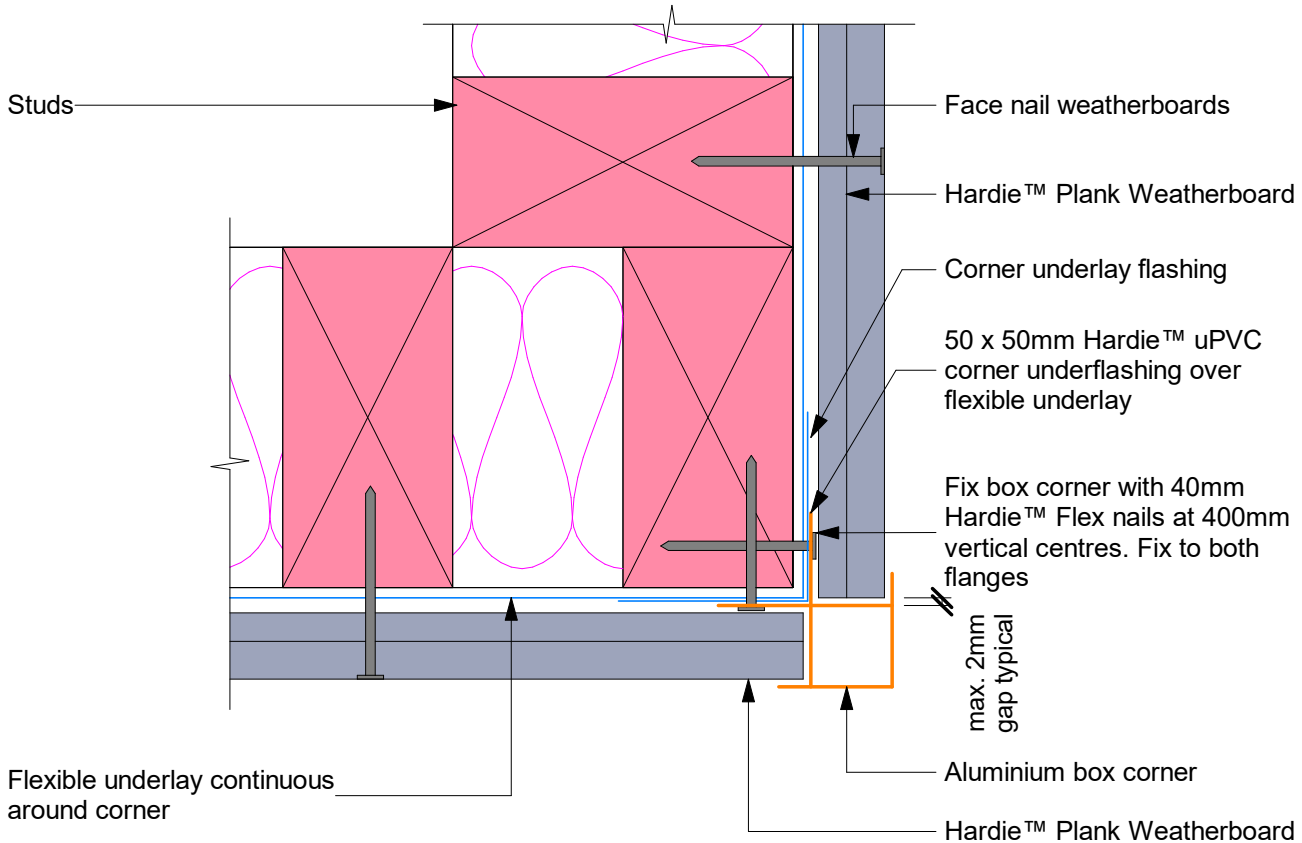 Studs
Face nail weatherboards
Hardie™ Plank Weatherboard
Corner underlay flashing
50 x 50mm Hardie™ uPVC
corner underflashing over
flexible underlay
Fix box corner with 40mm
Hardie™ Flex nails at 400mm
vertical centres. Fix to both
flanges
max. 2mm
gap typical
Aluminium box corner
Flexible underlay continuous
around corner
Hardie™ Plank Weatherboard